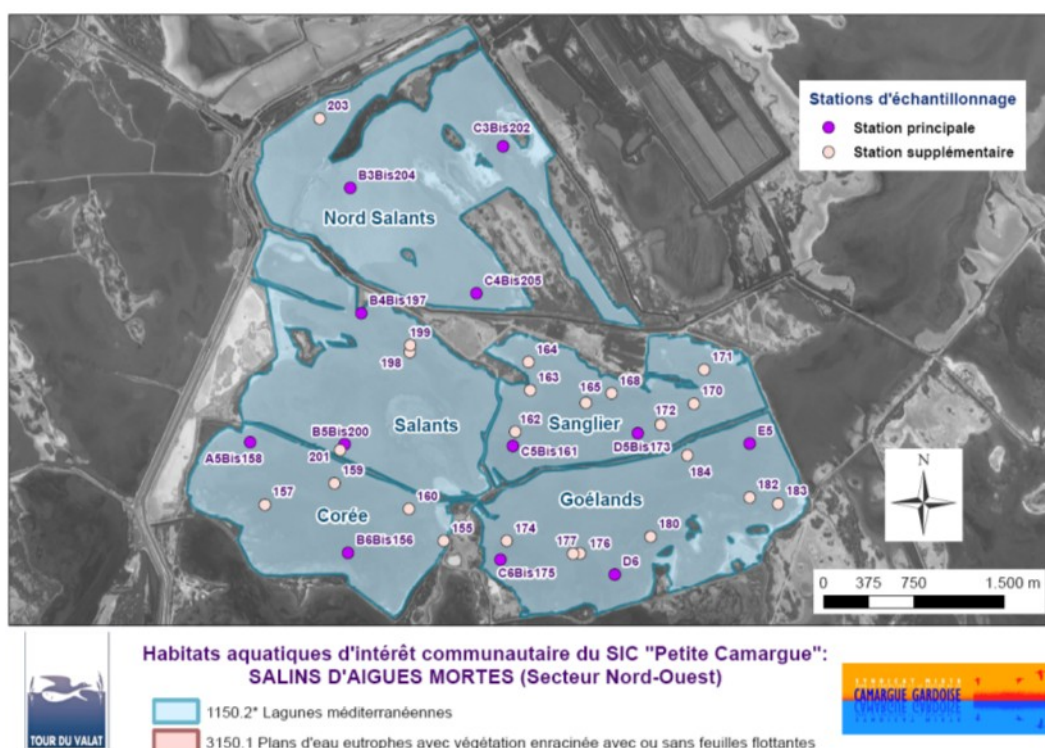 203
C3Bis202
B3Bis204
Nord Salants
C4Bis205
B4Bis197
199
198
164
163
165
168
171
170
172
162
Sanglier
Salants
B5Bis200
201
A5Bis158
C5Bis161
D5Bis173
E5
184
159
157
160
Corée
155
B6Bis156
Goélands
182
183
180
174
177
176
C6Bis175
D6
Stations d'échantillonnage
Station principale
Station supplémentaire
N
0 375 750 1.500 m
TOUR DU VALAT
Habitats aquatiques d'intérêt communautaire du SIC "Petite Camargue":
SALINS D'AIGUES MORTES (Secteur Nord-Ouest)
1150.2* Lagunes méditerranéennes
3150.1 Plans d'eau eutrophes avec végétation enracinée avec ou sans feuilles flottantes
SYNDICAT MIXTE
CAMARGUE GARDOISE